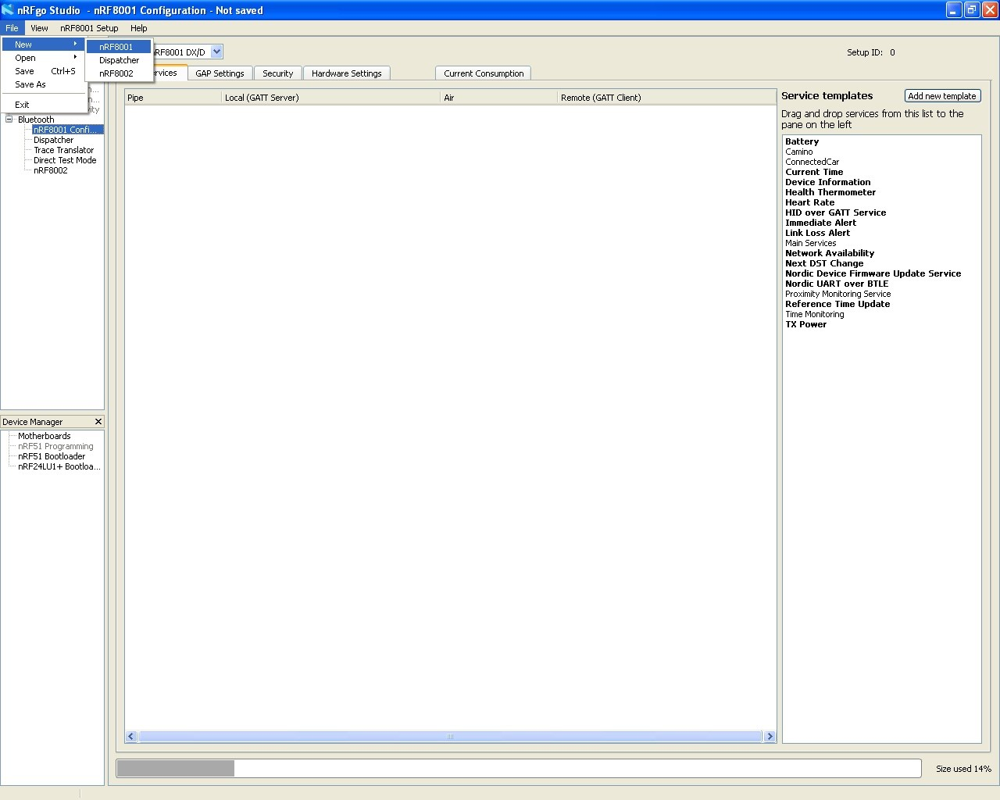 nRFgo Studio - nRF8001 Configuration - Not saved
File View nRF8001 Setup Help
New
Open
Save Ctrl+S
Save As
Exit
nRF8001
Dispatcher
nRF8002
nRF8001 DX/D
Setup ID: 0
GAP Settings Security Hardware Settings Current Consumption
Bluetooth
nRF8001 Confi...
Dispatcher
Trace Translator
Direct Test Mode
nRF8002
Pipe Local (GATT Server) Air Remote (GATT Client)
Service templates Add new template
Drag and drop services from this list to the
pane on the left
Battery
Camino
ConnectedCar
Current Time
Device Information
Health Thermometer
Heart Rate
HID over GATT Service
Immediate Alert
Link Loss Alert
Main Services
Network Availability
Next DST Change
Nordic Device Firmware Update Service
Nordic UART over BTLE
Proximity Monitoring Service
Reference Time Update
Time Monitoring
TX Power
Device Manager
Motherboards
nRF51 Programming
nRF51 Bootloader
nRF24LU1+ Bootloa...
Size used 14%